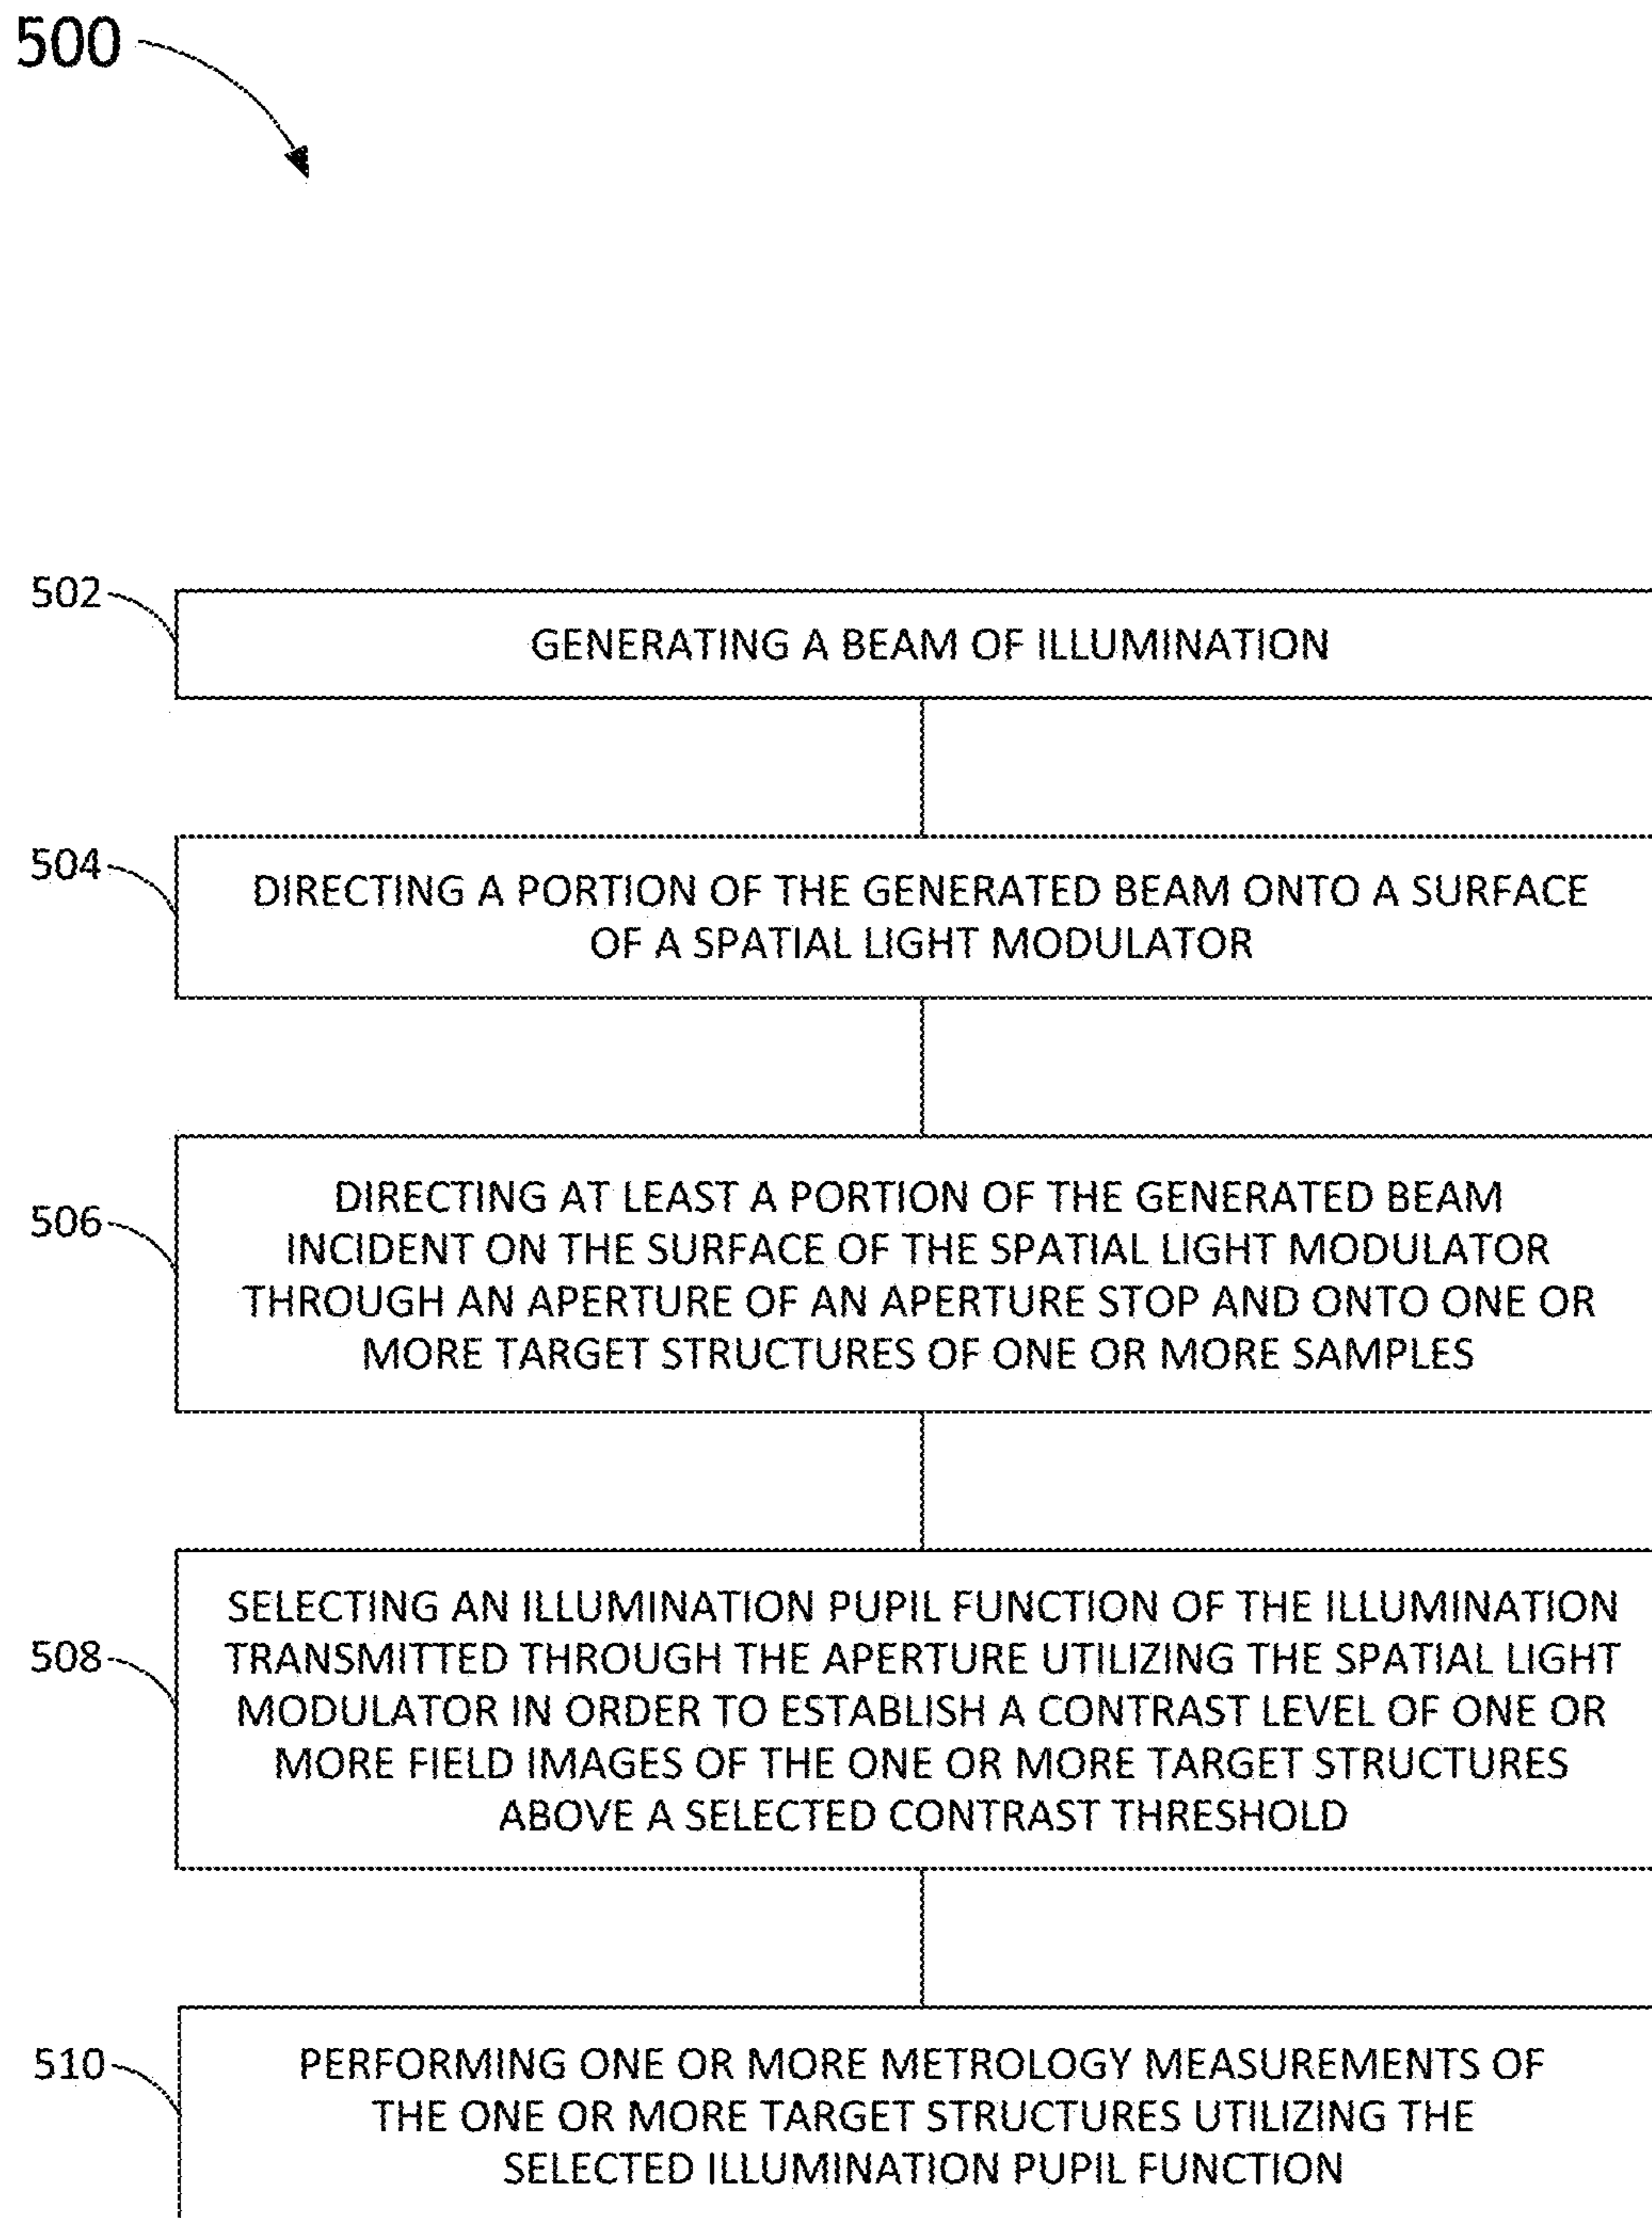 500
502
GENERATING A BEAM OF ILLUMINATION
504
DIRECTING A PORTION OF THE GENERATED BEAM ONTO A SURFACE
OF A SPATIAL LIGHT MODULATOR
506
DIRECTING AT LEAST A PORTION OF THE GENERATED BEAM
INCIDENT ON THE SURFACE OF THE SPATIAL LIGHT MODULATOR
THROUGH AN APERTURE OF AN APERTURE STOP AND ONTO ONE OR
MORE TARGET STRUCTURES OF ONE OR MORE SAMPLES
508
SELECTING AN ILLUMINATION PUPIL FUNCTION OF THE ILLUMINATION
TRANSMITTED THROUGH THE APERTURE UTILIZING THE SPATIAL LIGHT
MODULATOR IN ORDER TO ESTABLISH A CONTRAST LEVEL OF ONE OR
MORE FIELD IMAGES OF THE ONE OR MORE TARGET STRUCTURES
ABOVE A SELECTED CONTRAST THRESHOLD
510
PERFORMING ONE OR MORE METROLOGY MEASUREMENTS OF
THE ONE OR MORE TARGET STRUCTURES UTILIZING THE
SELECTED ILLUMINATION PUPIL FUNCTION